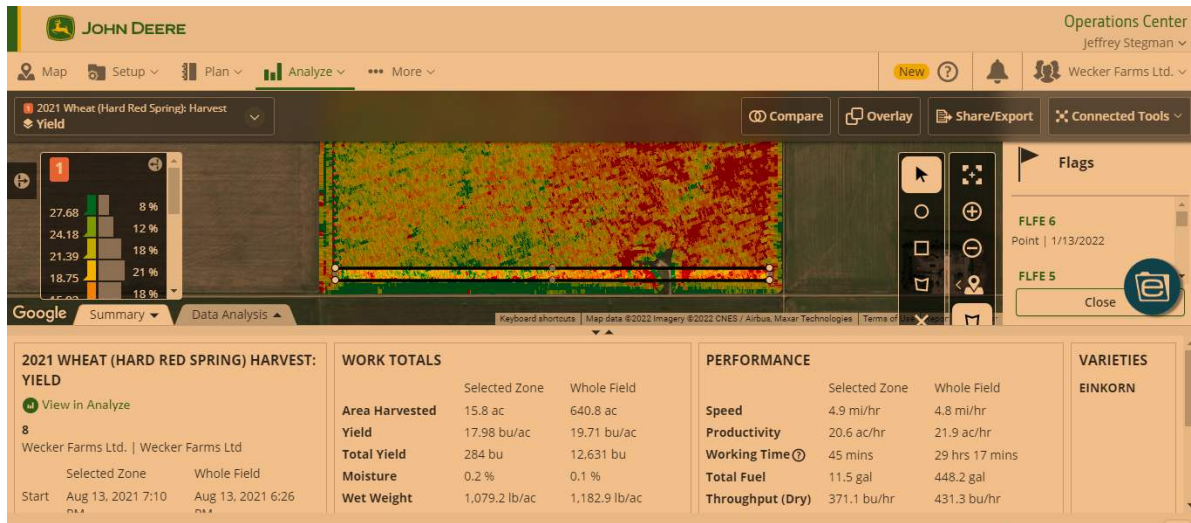 JOHN DEERE
Operations Center
Jeffrey Stegman
Map Setup Plan Analyze ••• More
New ? Wecker Farms Ltd.
1 2021 Wheat (Hard Red Spring): Harvest
Yield
Compare Overlay Share/Export Connected Tools
1
27.68 8 %
24.18 12 %
21.39 18 %
18.75 21 %
18 %
Flags
FLFE 6
Point | 1/13/2022
FLFE 5
Close
Google Summary Data Analysis
Keyboard shortcuts Map data ©2022 Imagery ©2022 CNES / Airbus, Maxar Technologies Terms of
2021 WHEAT (HARD RED SPRING) HARVEST:
YIELD
View in Analyze
8
Wecker Farms Ltd. | Wecker Farms Ltd
Selected Zone Whole Field
Start Aug 13, 2021 7:10 Aug 13, 2021 6:26
PM PM
WORK TOTALS
Selected Zone Whole Field
Area Harvested 15.8 ac 640.8 ac
Yield 17.98 bu/ac 19.71 bu/ac
Total Yield 284 bu 12,631 bu
Moisture 0.2 % 0.1 %
Wet Weight 1,079.2 lb/ac 1,182.9 lb/ac
PERFORMANCE
Selected Zone Whole Field
Speed 4.9 mi/hr 4.8 mi/hr
Productivity 20.6 ac/hr 21.9 ac/hr
Working Time ? 45 mins 29 hrs 17 mins
Total Fuel 11.5 gal 448.2 gal
Throughput (Dry) 371.1 bu/hr 431.3 bu/hr
VARIETIES
EINKORN